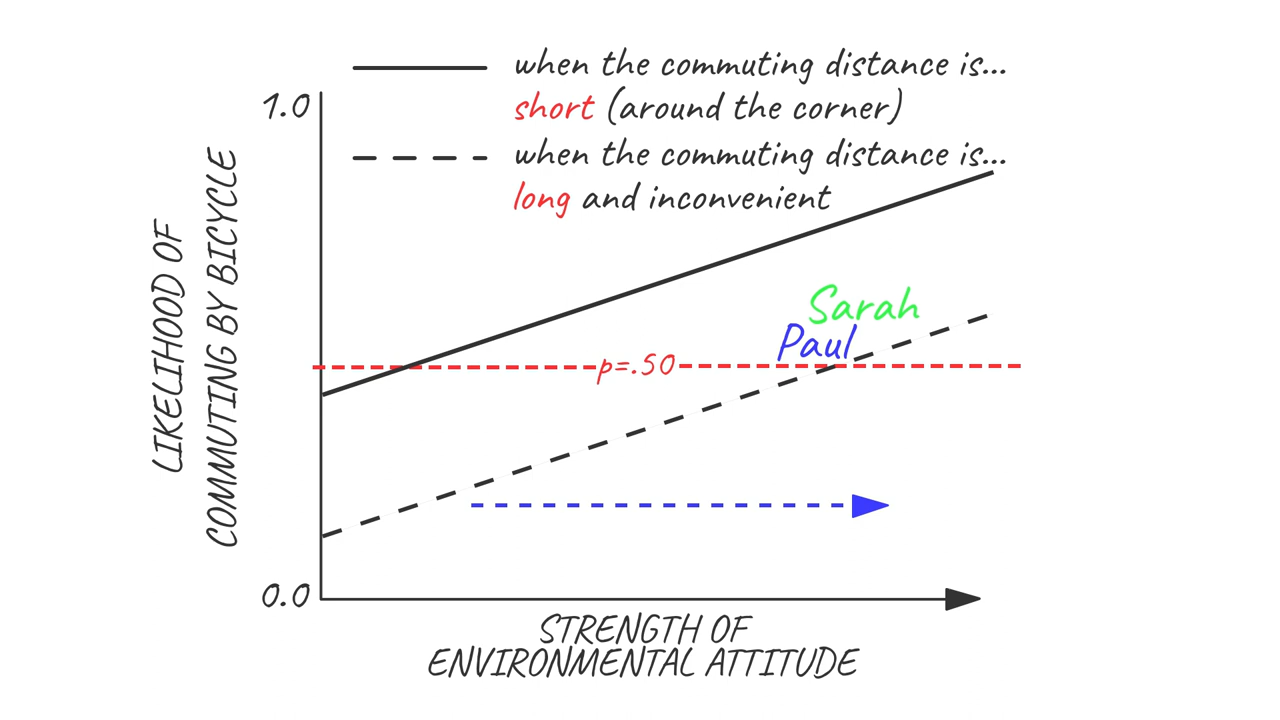 when the commuting distance is...
1.0
short (around the corner)
when the commuting distance is...
long and inconvenient
LIKELIHOOD OF
COMMUTING BY BICYCLE
Sarah
Paul
p=.50
0.0
STRENGTH OF
ENVIRONMENTAL ATTITUDE